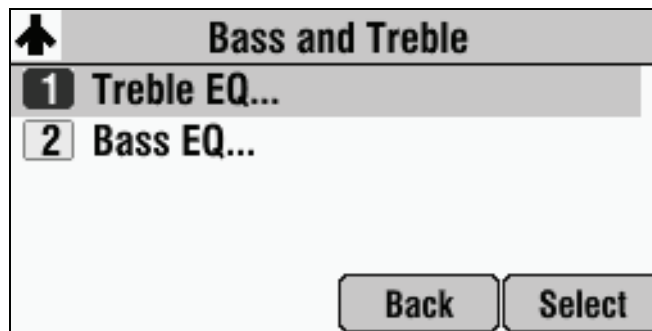 Bass and Treble
1 Treble EQ...
2 Bass EQ...
Back Select